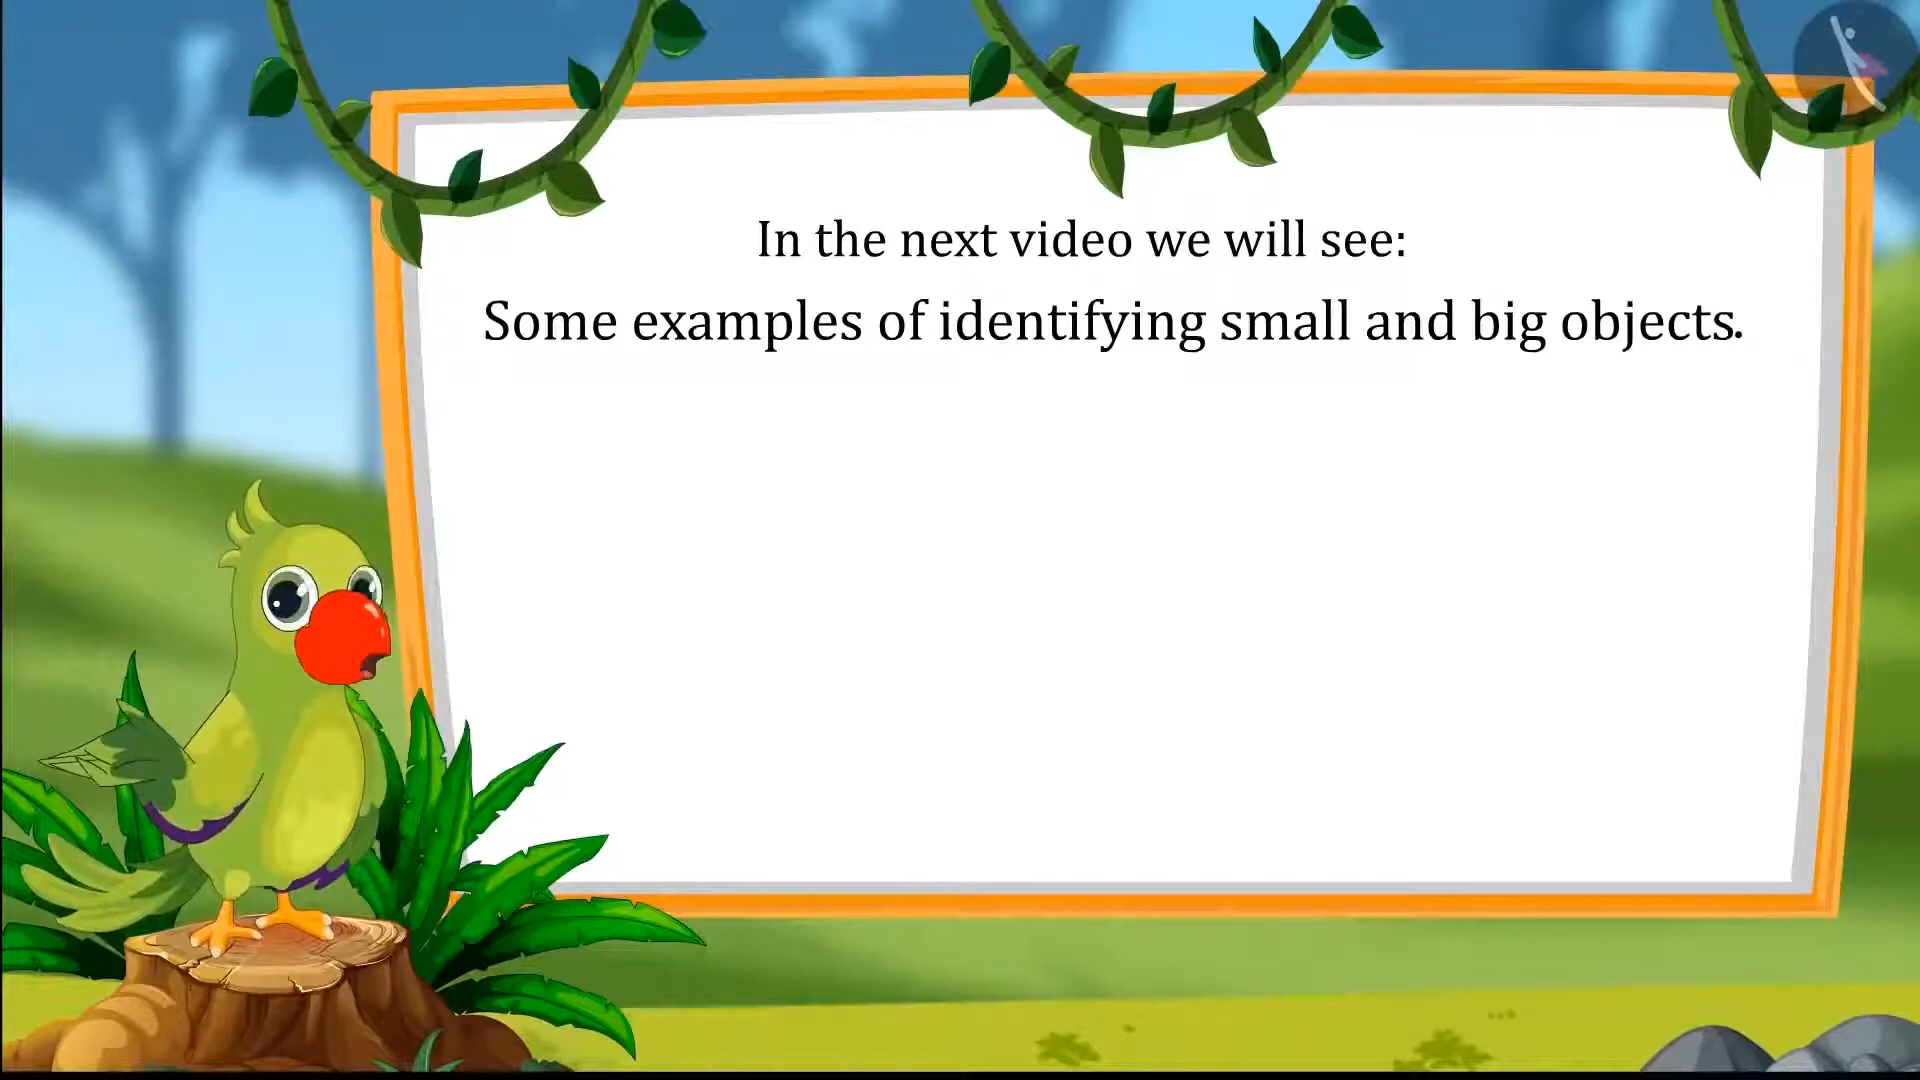 In the next video we will see:
Some examples of identifying small and big objects.